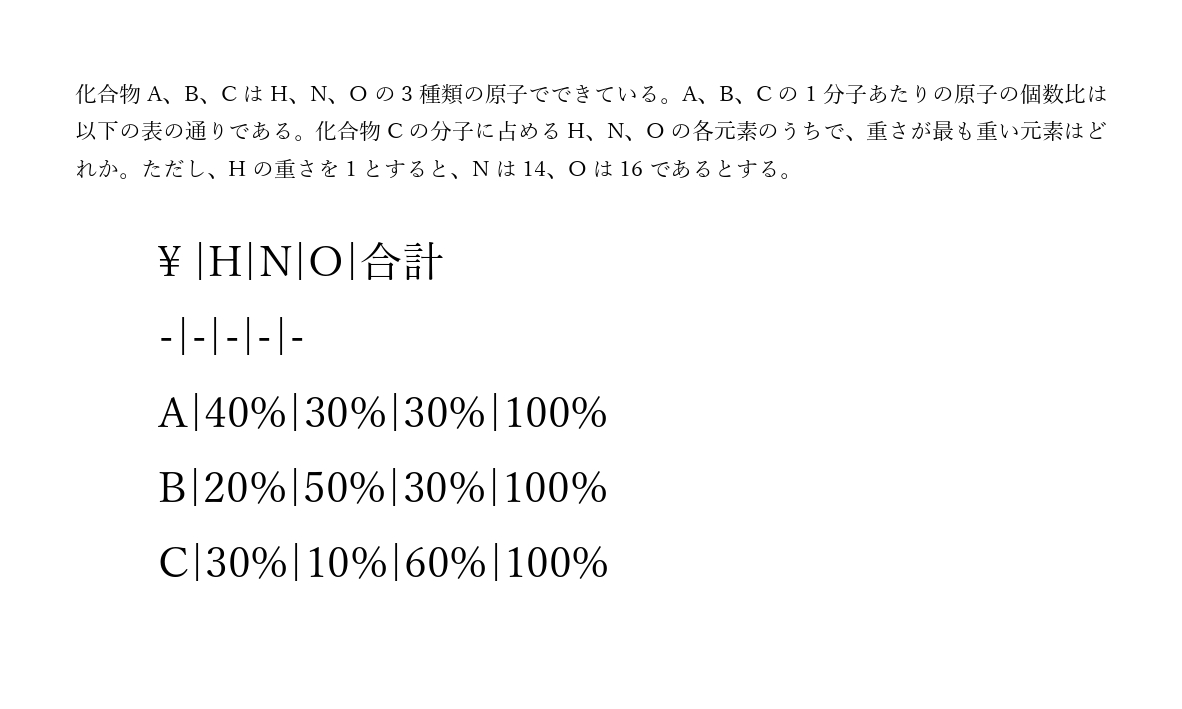 化合物 A、B、C は H、N、O の 3 種類の原子でできている。A、B、C の 1 分子あたりの原子の個数比は
以下の表の通りである。化合物 C の分子に占める H、N、O の各元素のうちで、重さが最も重い元素はど
れか。ただし、H の重さを 1 とすると、N は 14、O は 16 であるとする。
¥ |H|N|O|合計
-|-|-|-|-
A|40%|30%|30%|100%
B|20%|50%|30%|100%
C|30%|10%|60%|100%